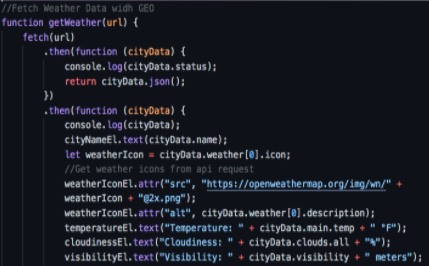 //Fetch Weather Data widh GEO
function getWeather(url) {
fetch(url)
.then(function (cityData) {
console.log(cityData.status);
return cityData.json();
})
.then(function (cityData) {
console.log(cityData);
cityNameEl.text(cityData.name);
let weatherIcon = cityData.weather[0].icon;
//Get weather icons from api request
weatherIconEl.attr("src", "https://openweathermap.org/img/wn/" +
weatherIcon + "@2x.png");
weatherIconEl.attr("alt", cityData.weather[0].description);
temperatureEl.text("Temperature: " + cityData.main.temp + " °F");
cloudinessEl.text("Cloudiness: " + cityData.clouds.all + "%");
visibilityEl.text("Visibility: " + cityData.visibility + " meters");